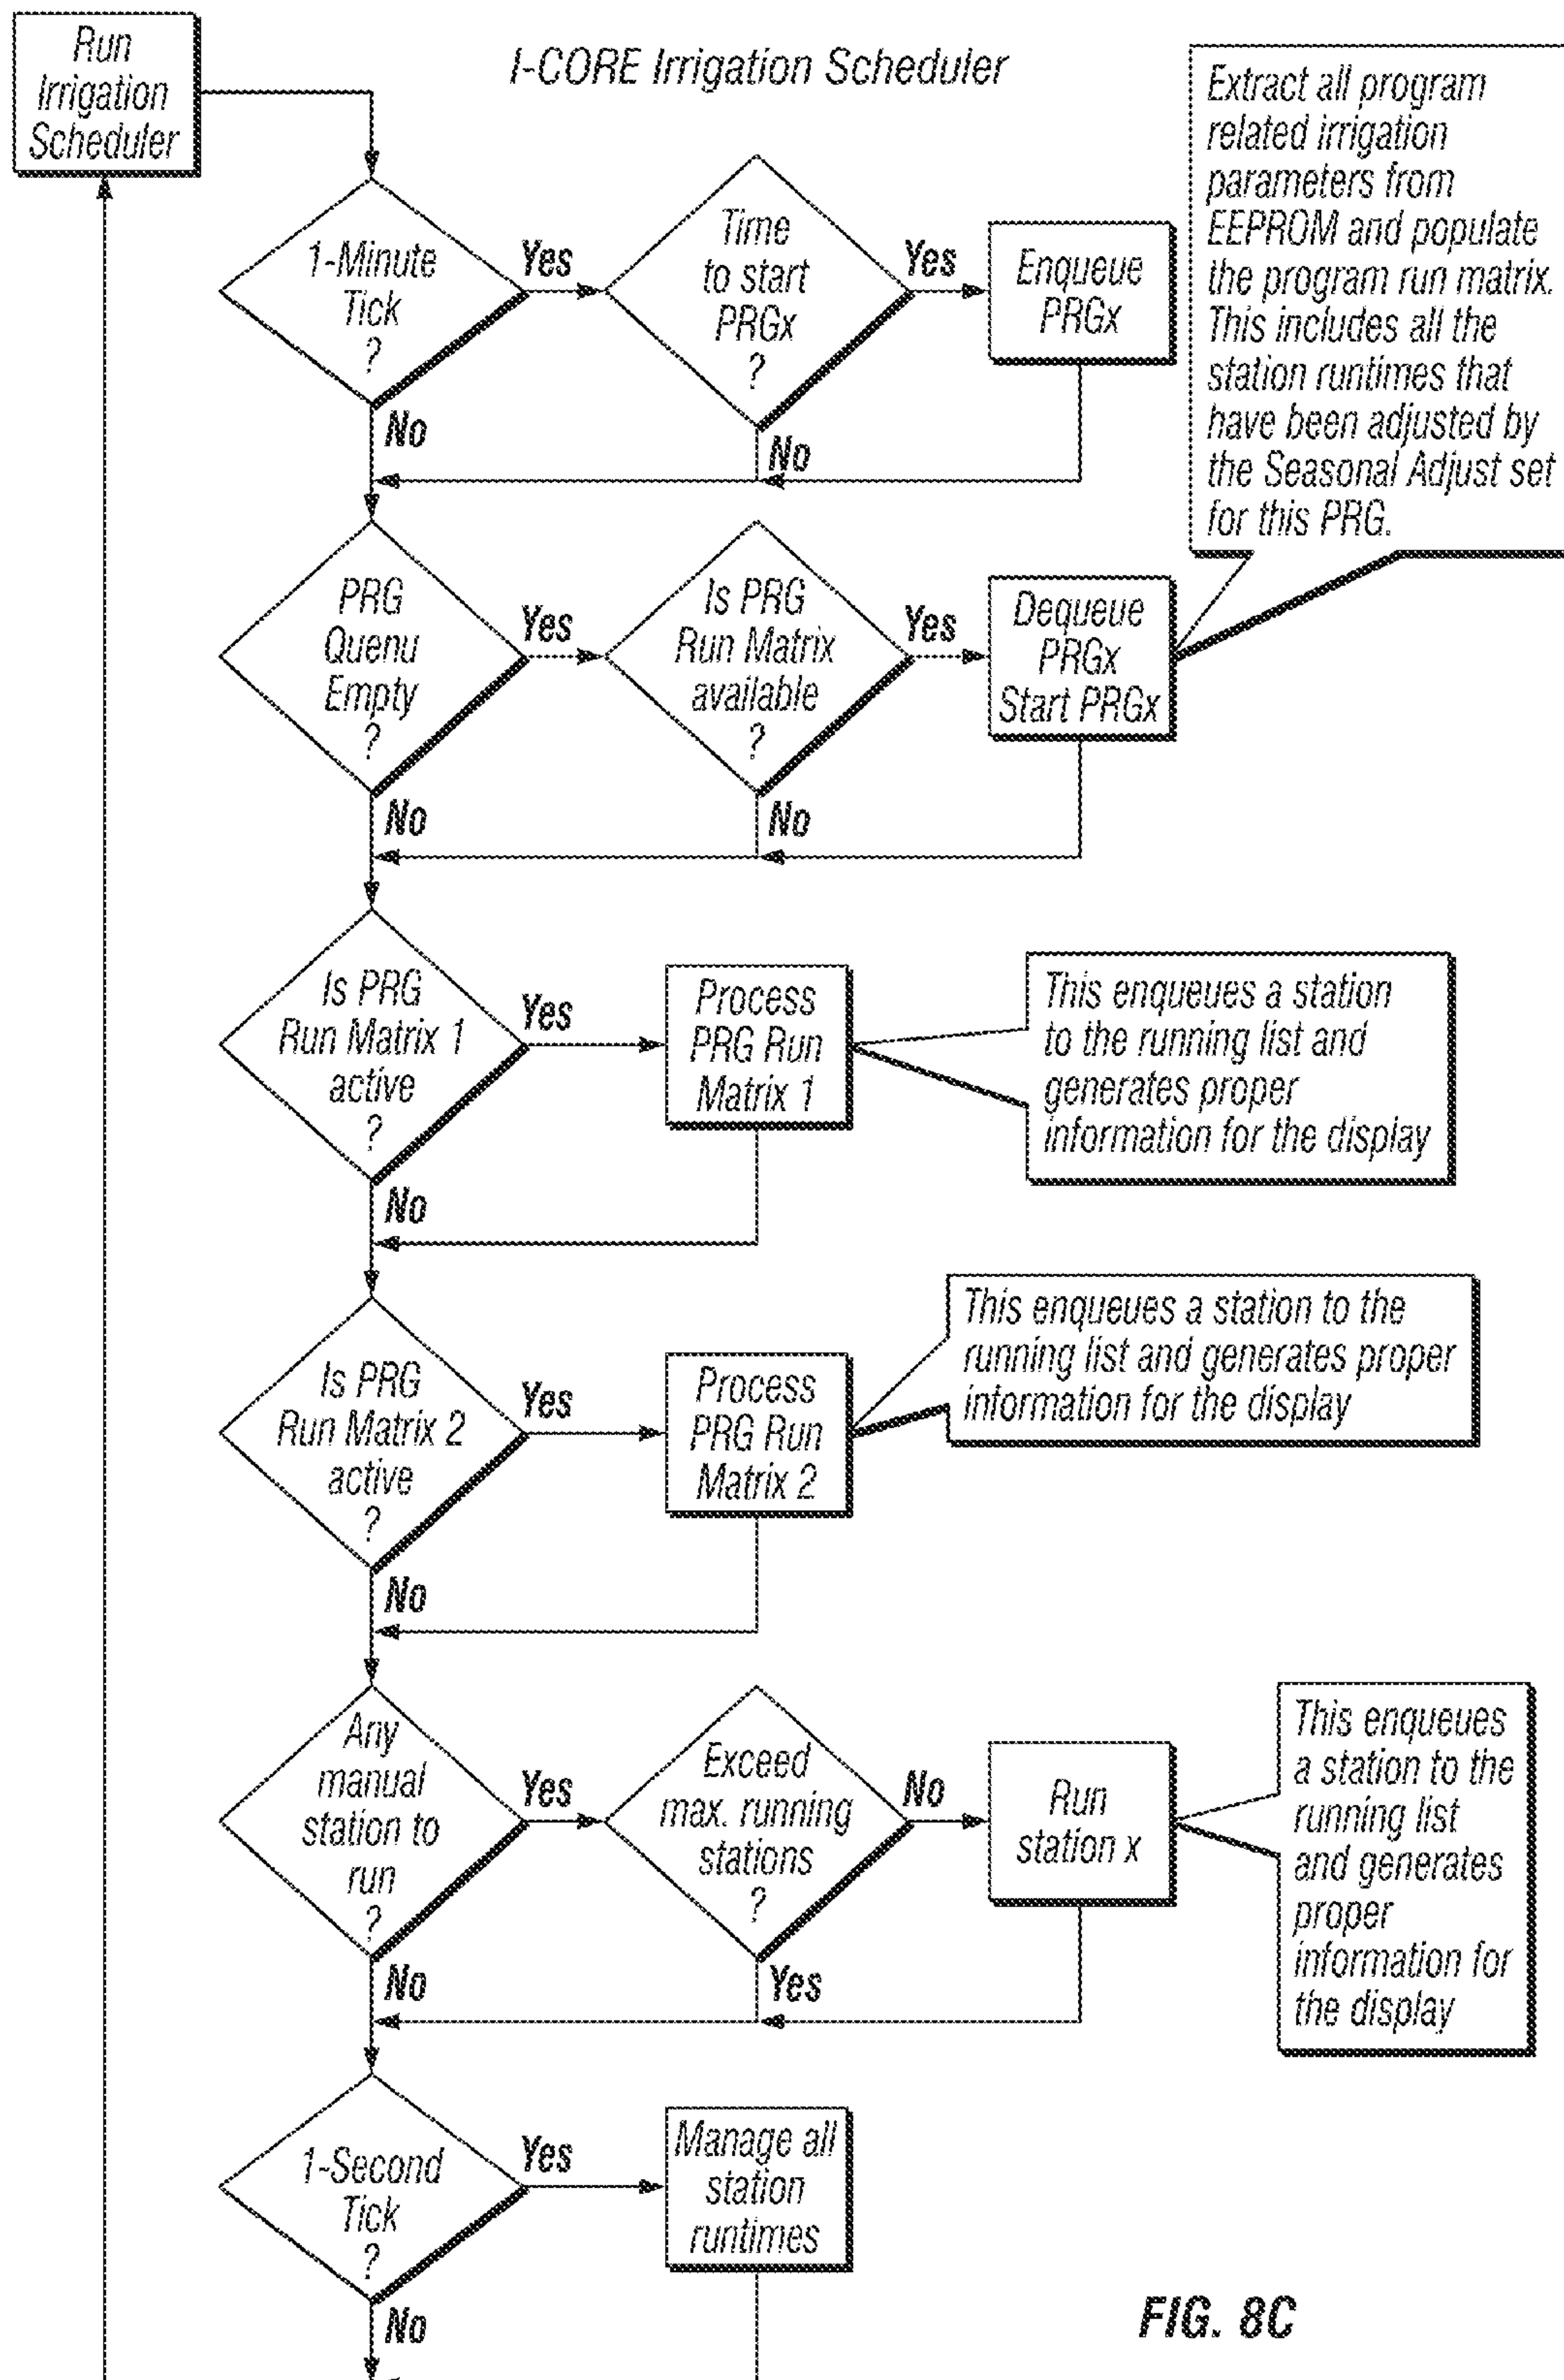 Run
Irrigation
Scheduler
I-CORE Irrigation Scheduler
Extract all program
related irrigation
parameters from
EEPROM and populate
the program run matrix.
This includes all the
station runtimes that
have been adjusted by
the Seasonal Adjust set
for this PRG.
1-Minute
Tick
?
Yes
No
Time
to start
PRGx
?
Yes
No
Enqueue
PRGx
PRG
Quenu
Empty
?
Yes
No
Is PRG
Run Matrix
available
?
Yes
No
Dequeue
PRGx
Start PRGx
Is PRG
Run Matrix 1
active
?
Yes
No
Process
PRG Run
Matrix 1
This enqueues a station
to the running list and
generates proper
information for the display
Is PRG
Run Matrix 2
active
?
Yes
No
Process
PRG Run
Matrix 2
This enqueues a station to the
running list and generates proper
information for the display
Any
manual
station to
run
?
Yes
No
Exceed
max. running
stations
?
No
Yes
Run
station x
This enqueues
a station to the
running list
and generates
proper
information for
the display
1-Second
Tick
?
Yes
No
Manage all
station
runtimes
FIG. 8C